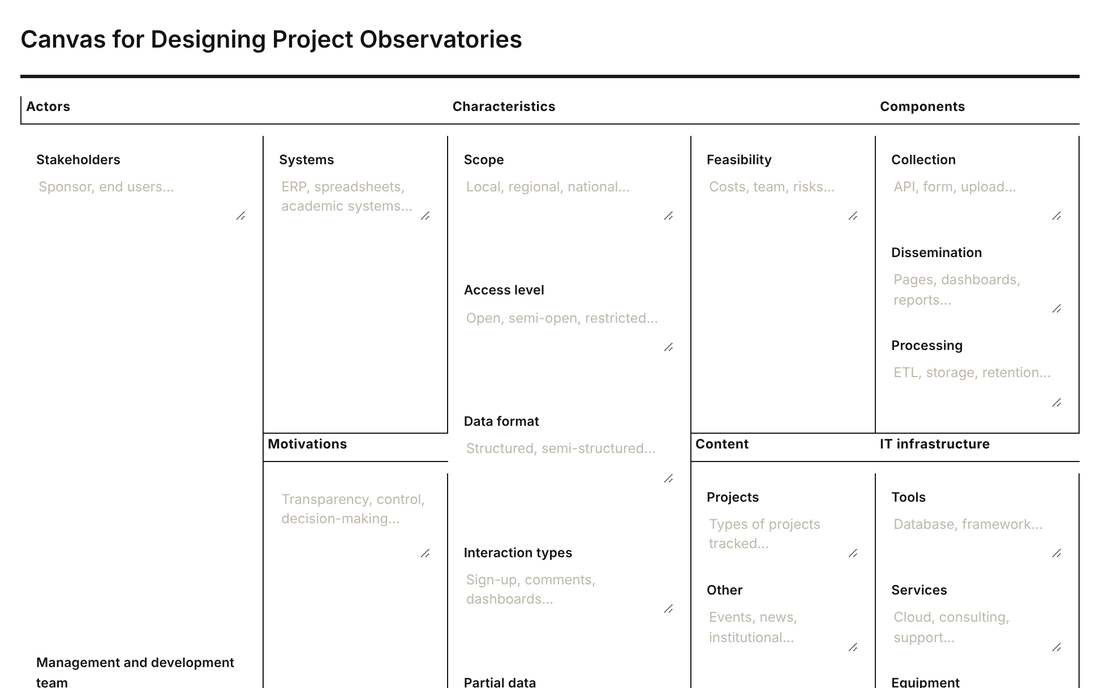 Canvas for Designing Project Observatories
Actors
Characteristics
Components
Stakeholders
Sponsor, end users...
Systems
ERP, spreadsheets,
academic systems...
Scope
Local, regional, national...
Feasibility
Costs, team, risks...
Collection
API, form, upload...
Dissemination
Pages, dashboards,
reports...
Access level
Open, semi-open, restricted...
Processing
ETL, storage, retention...
Data format
Structured, semi-structured...
Motivations
Transparency, control,
decision-making...
Content
IT infrastructure
Projects
Types of projects
tracked...
Tools
Database, framework...
Interaction types
Sign-up, comments,
dashboards...
Other
Events, news,
institutional...
Services
Cloud, consulting,
support...
Management and development
team
Partial data
Equipment